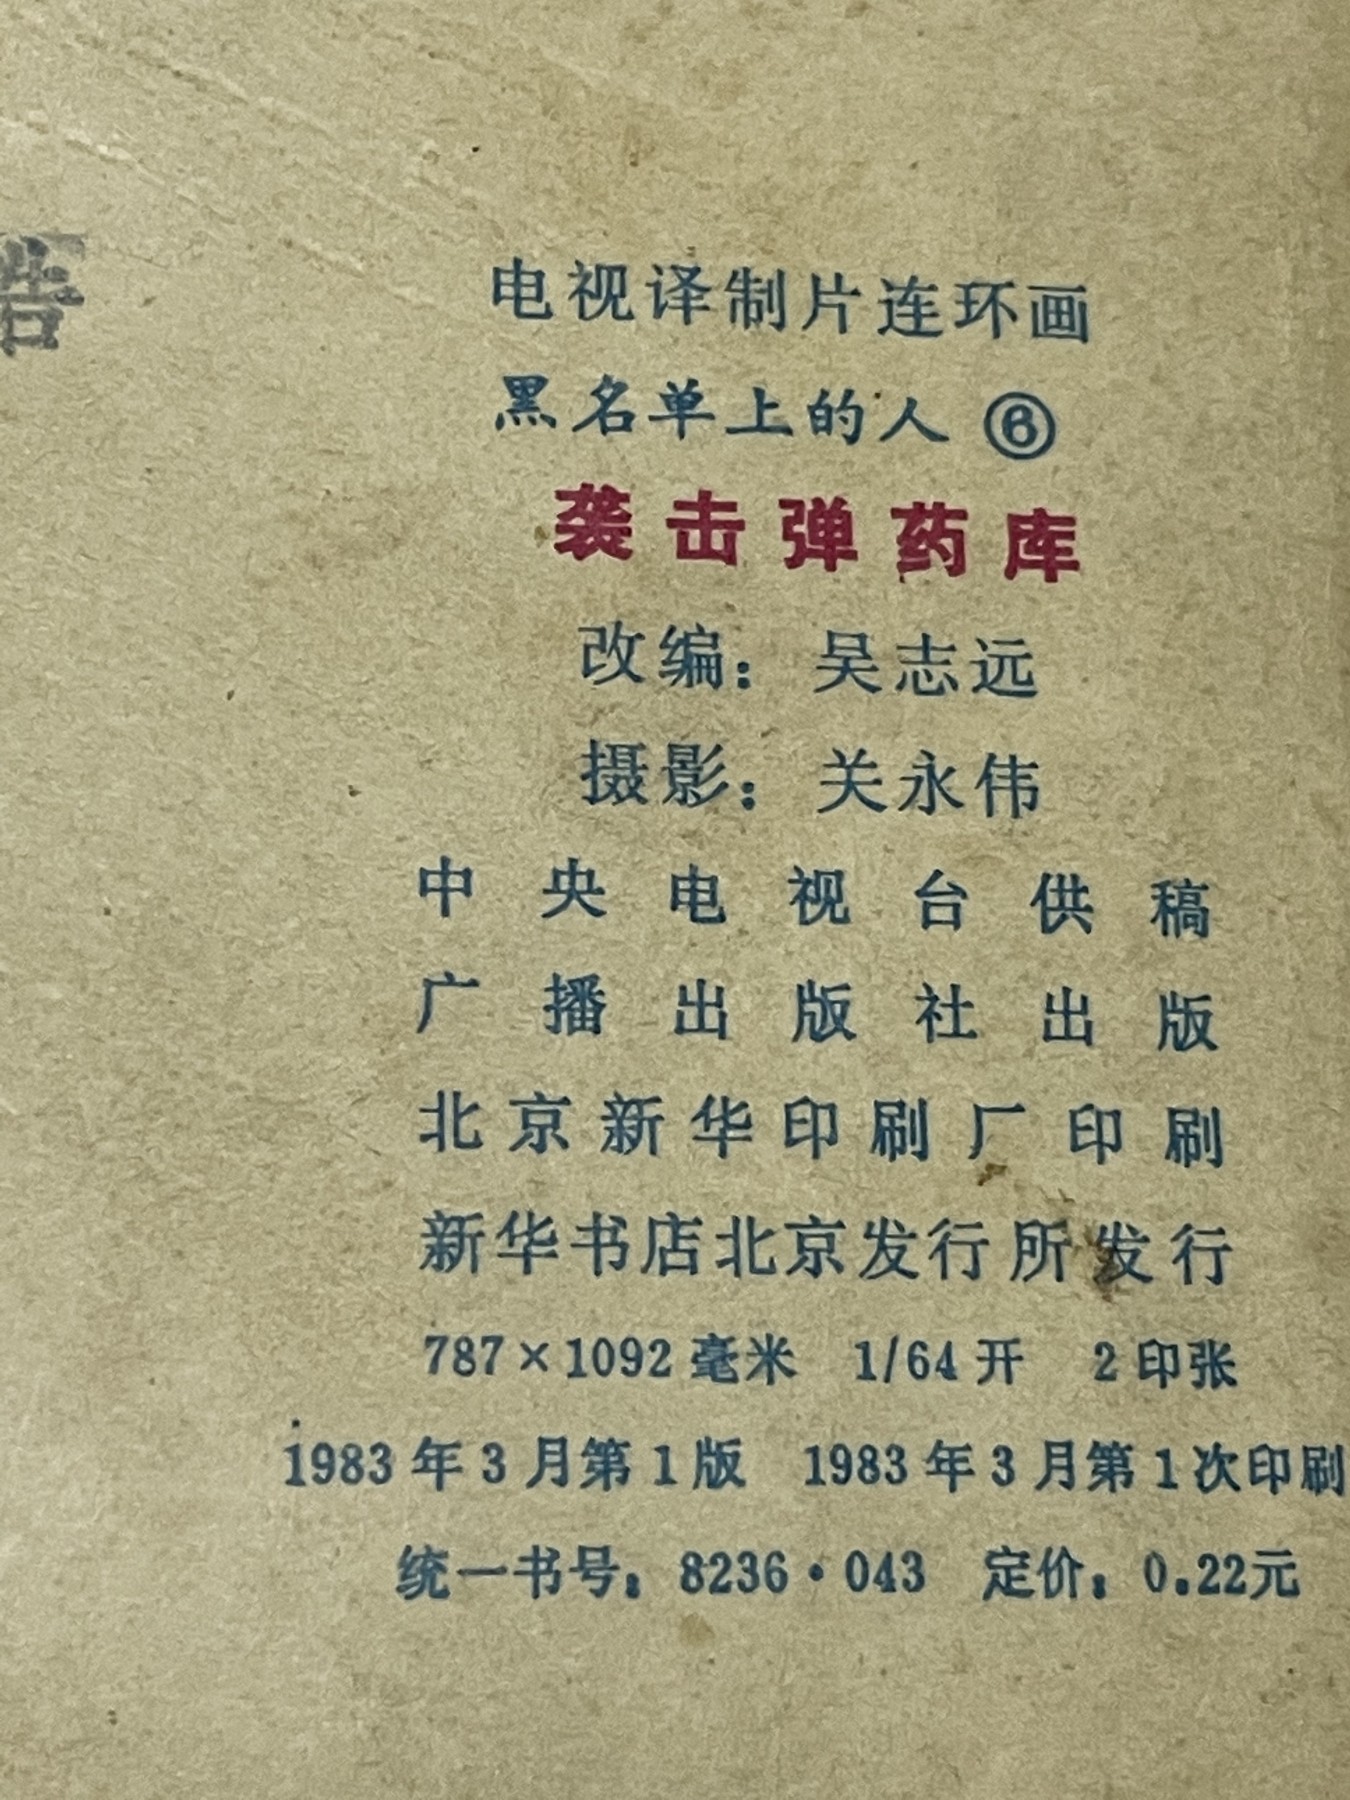 电视译制片连环画
黑名单上的人 ⑥
袭击弹药库
改编：吴志远
摄影：关永伟
中央电视台供稿
广播出版社出版
北京新华印刷厂印刷
新华书店北京发行所发行
787×1092毫米 1/64开 2印张
1983年3月第1版 1983年3月第1次印刷
统一书号：8236·043 定价：0.22元